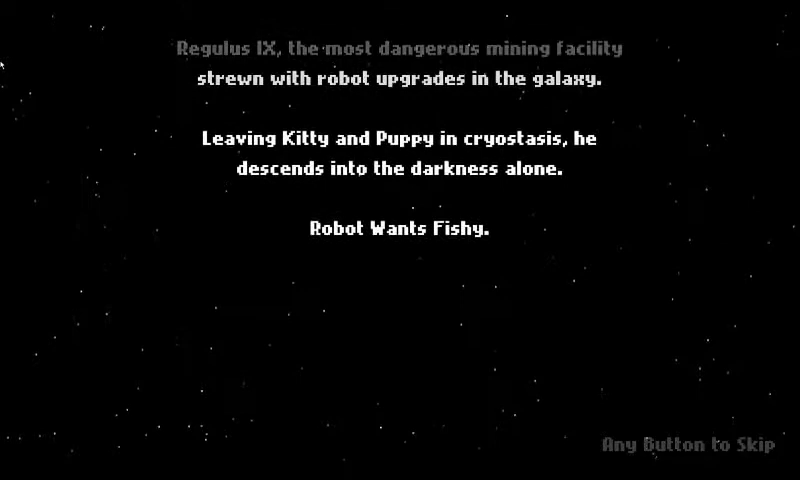 Regulus IX, the most dangerous mining facility
strewn with robot upgrades in the galaxy.
Leaving Kitty and Puppy in cryostasis, he
descends into the darkness alone.
Robot Wants Fishy.
Any Button to Skip